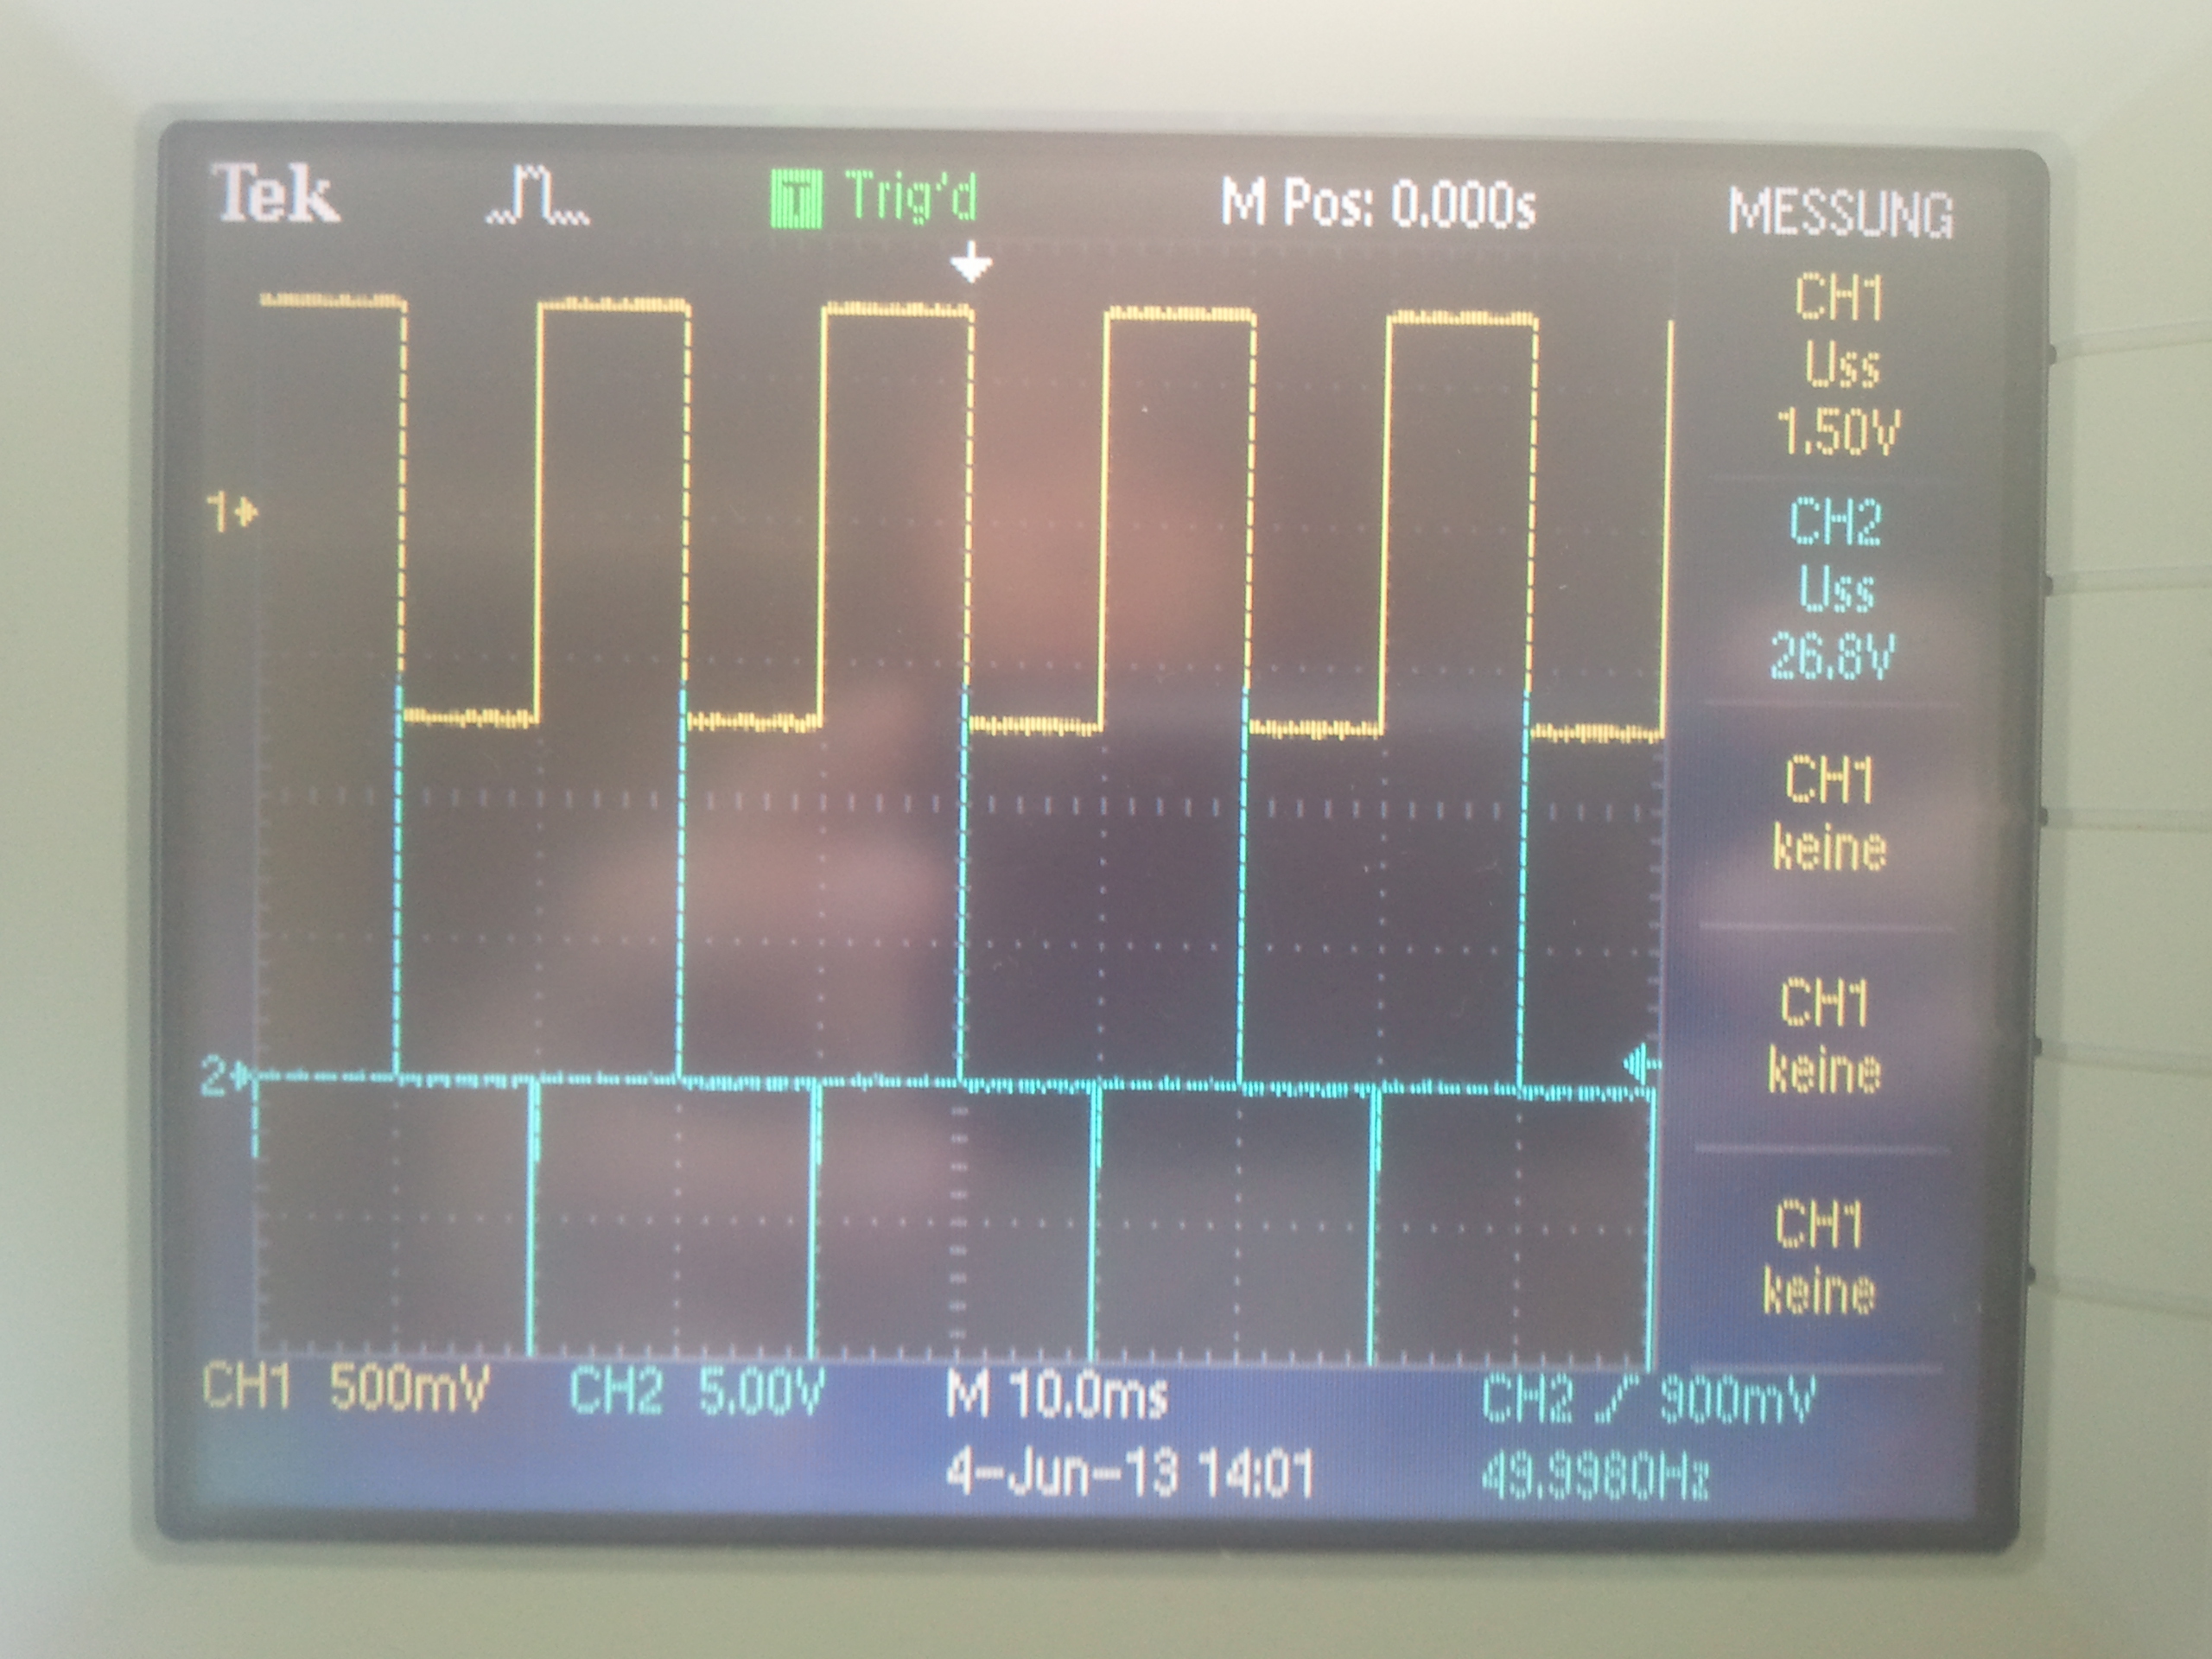 Tek
T Trig'd
M Pos: 0.000s
MESSUNG
CH1
Uss
1.50V
CH2
Uss
26.8V
CH1
keine
CH1
keine
CH1
keine
1
2
CH1 500mV
CH2 5.00V
M 10.0ms
CH2 900mV
4-Jun-13 14:01
49.9980Hz